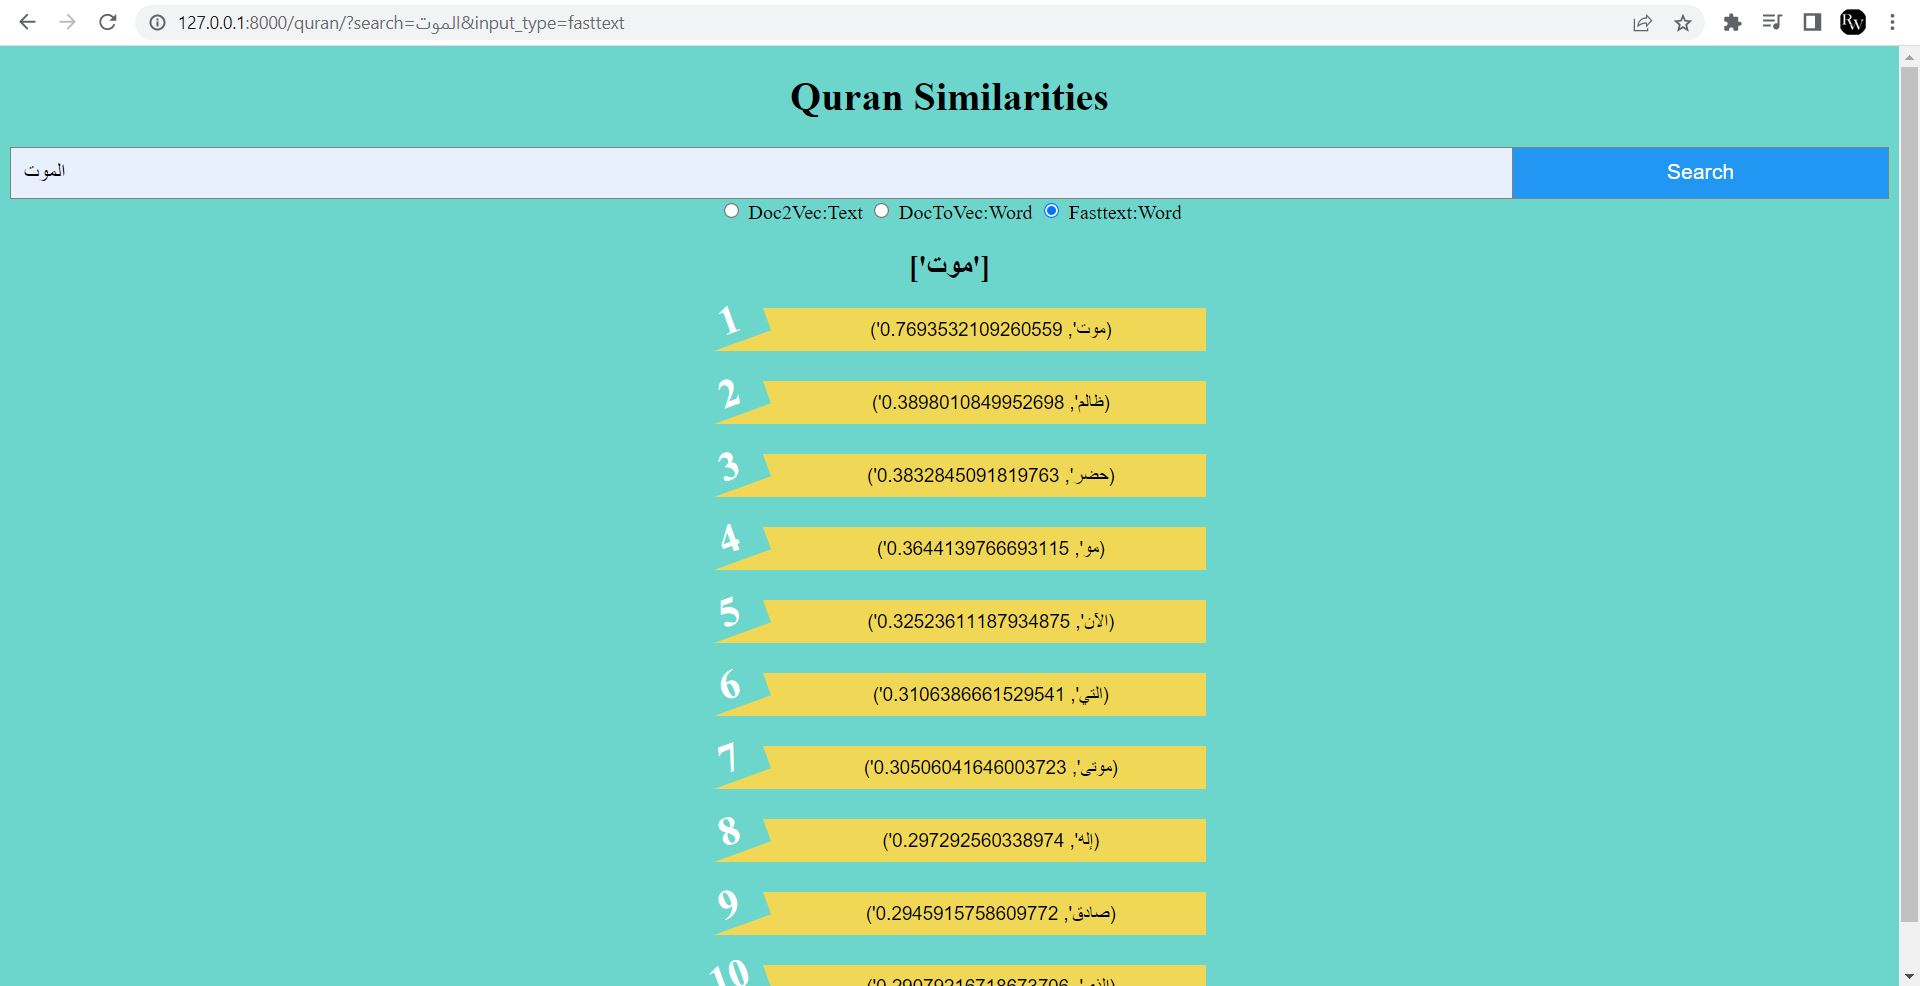 127.0.0.1:8000/quran/?search=الموت&input_type=fasttext
RW
Quran Similarities
الموت
Search
Doc2Vec:Text DocToVec:Word Fasttext:Word
['موت']
1
('موت', 0.7693532109260559)
2
('ظالم', 0.3898010849952698)
3
('حضر', 0.3832845091819763)
4
('مو', 0.3644139766693115)
5
('الآن', 0.32523611187934875)
6
('التي', 0.3106386661529541)
7
('موتى', 0.30506041646003723)
8
('إله', 0.297292560338974)
9
('صادق', 0.2945915758609772)
10